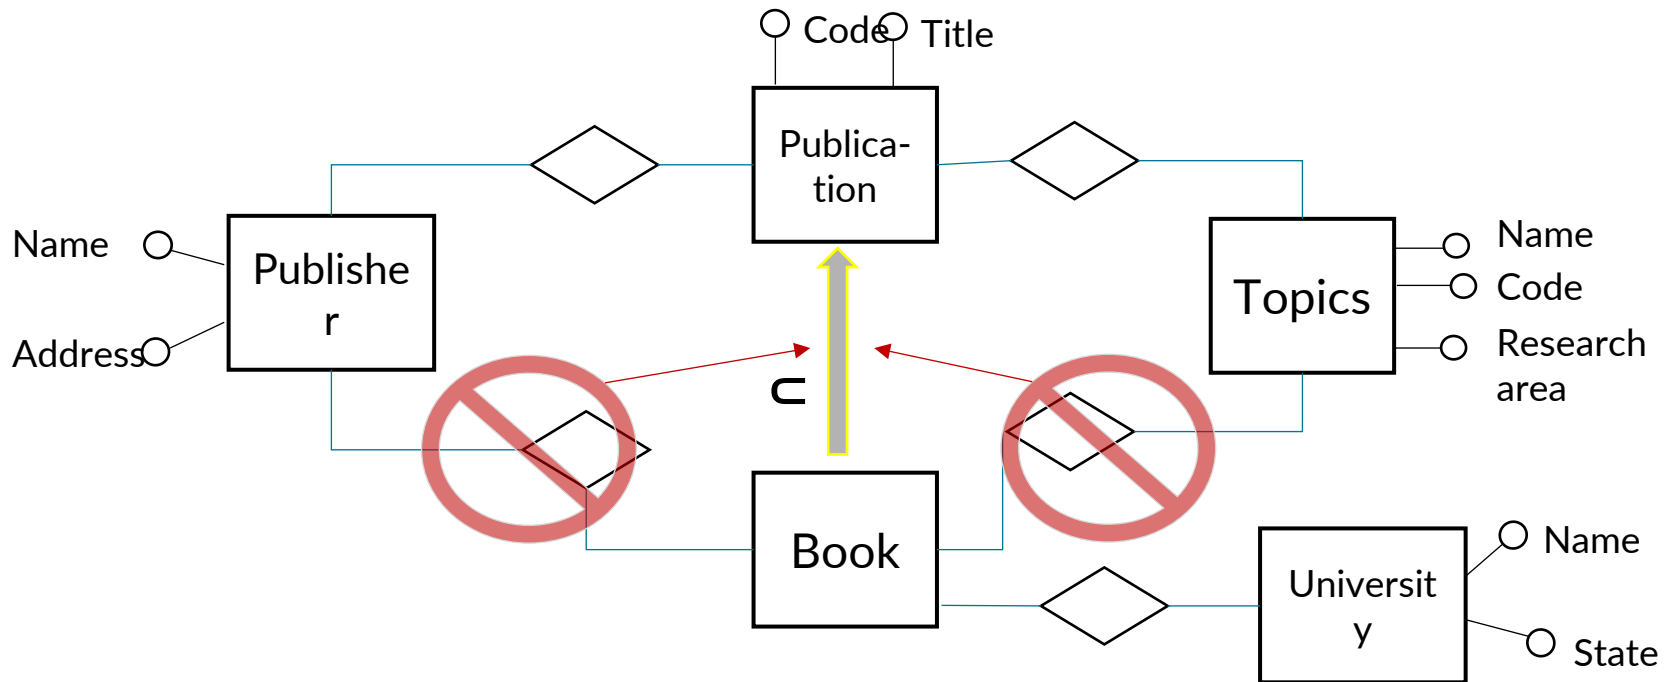 Code
Title
Publica-
tion
Name
Publishe
r
Address
Name
Topics
Code
Research
area
⊂
Book
Universit
y
Name
State